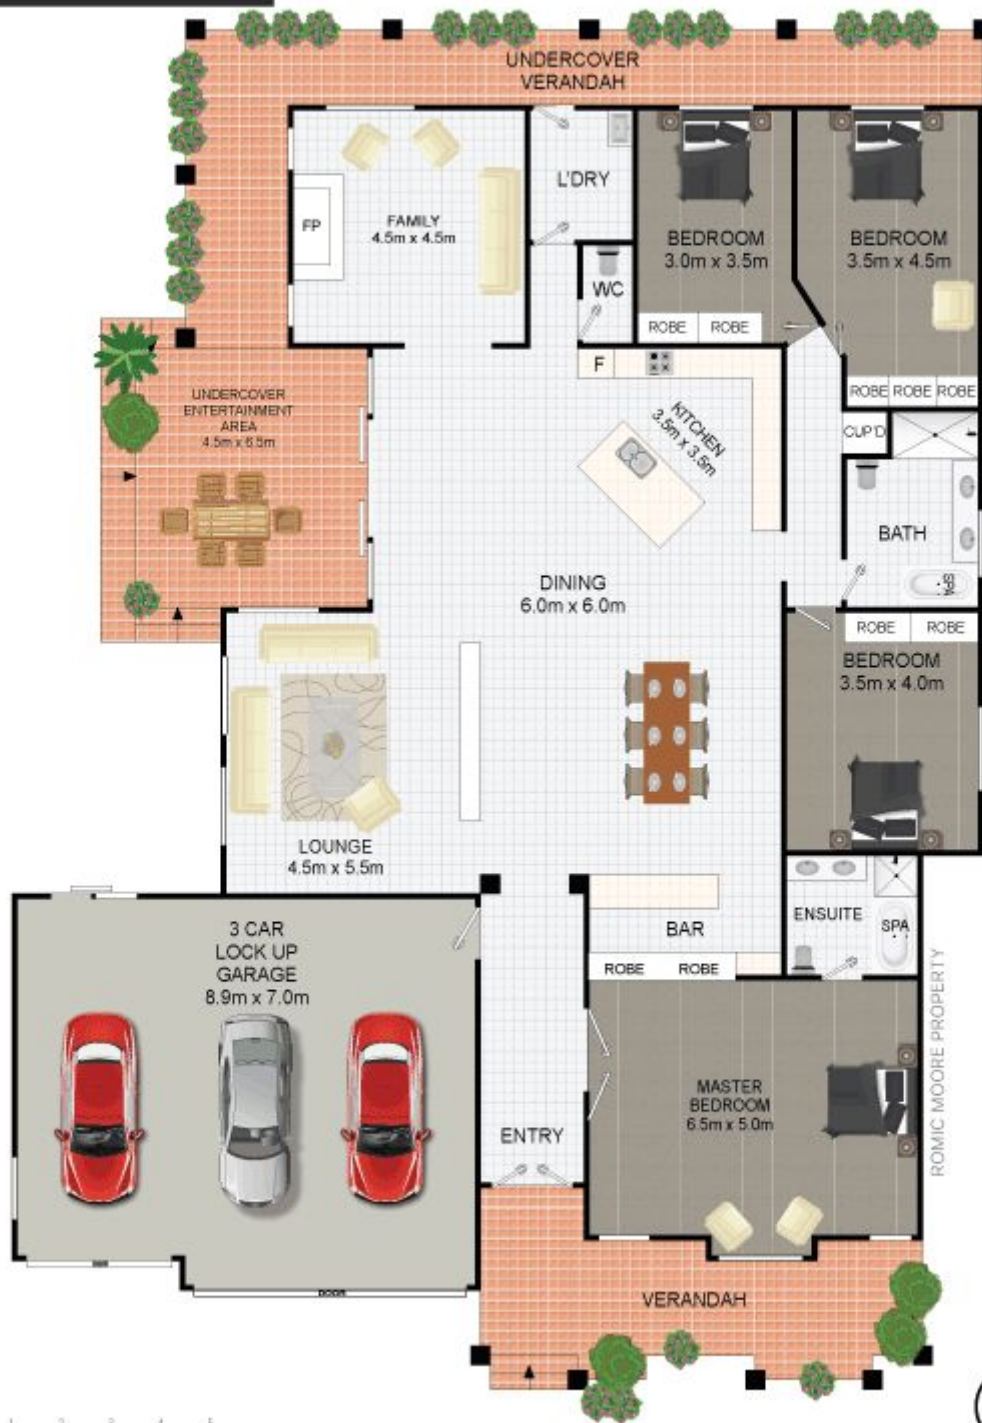 UNDERCOVER
VERANDAH
L'DRY
FAMILY
4.5m x 4.5m
FP
BEDROOM
3.0m x 3.5m
BEDROOM
3.5m x 4.5m
WC
ROBE
ROBE
F
KITCHEN
3.5m x 3.5m
ROBE
ROBE
ROBE
UNDERCOVER
ENTERTAINMENT
AREA
4.5m x 6.5m
CUP'D
BATH
SPA
DINING
6.0m x 6.0m
ROBE
ROBE
BEDROOM
3.5m x 4.0m
LOUNGE
4.5m x 5.5m
3 CAR
LOCK UP
GARAGE
8.9m x 7.0m
BAR
ENSUITE
SPA
ROBE
ROBE
MASTER
BEDROOM
6.5m x 5.0m
ENTRY
ROMIC MOORE PROPERTY
DOOR
VERANDAH